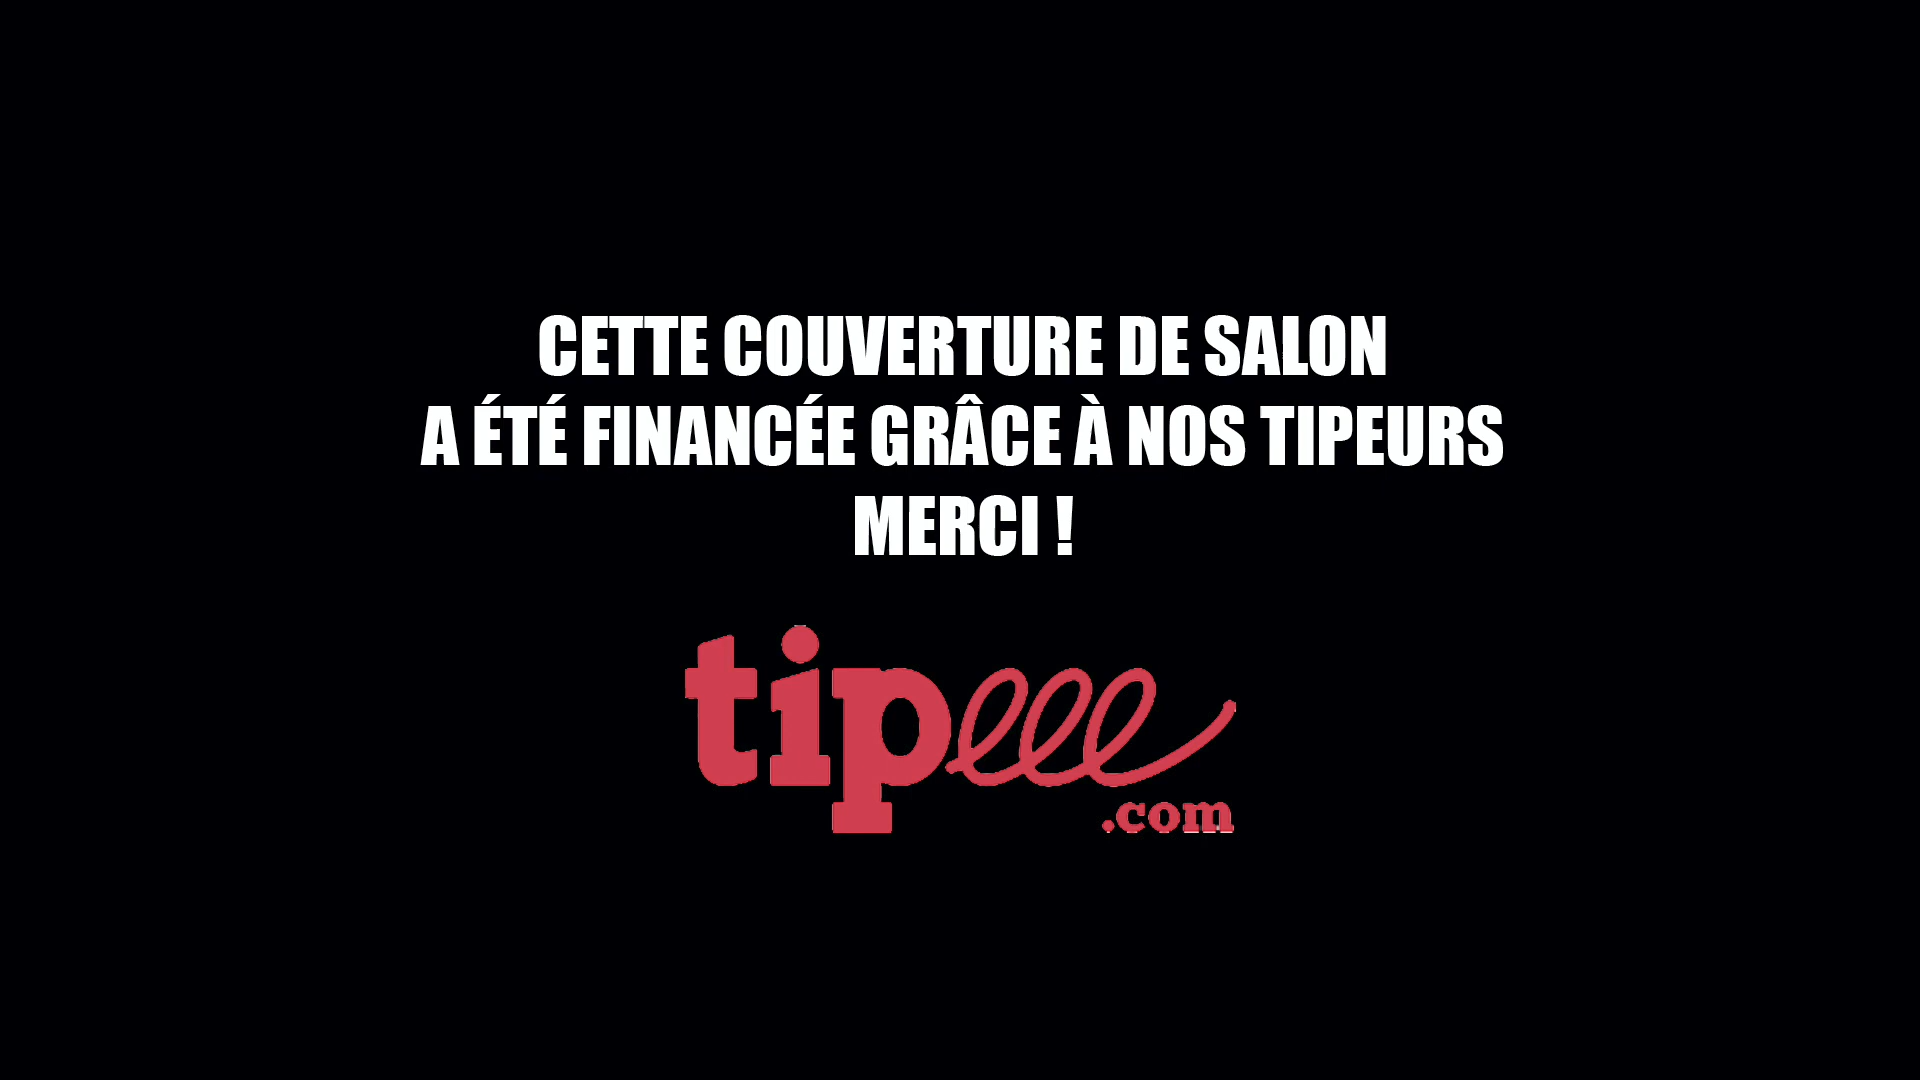 CETTE COUVERTURE DE SALON
A ÉTÉ FINANCÉE GRÂCE À NOS TIPEURS
MERCI !
tipeee
.com